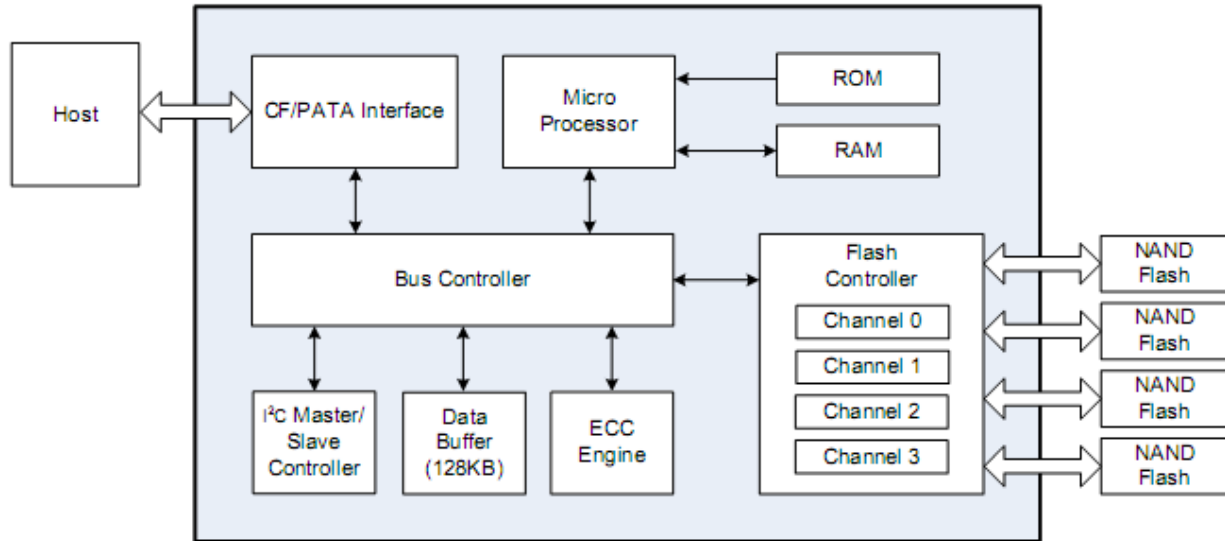 Host
CF/PATA Interface
Micro
Processor
ROM
RAM
Bus Controller
Flash
Controller
Channel 0
Channel 1
Channel 2
Channel 3
NAND
Flash
NAND
Flash
NAND
Flash
NAND
Flash
I²C Master/
Slave
Controller
Data
Buffer
(128KB)
ECC
Engine